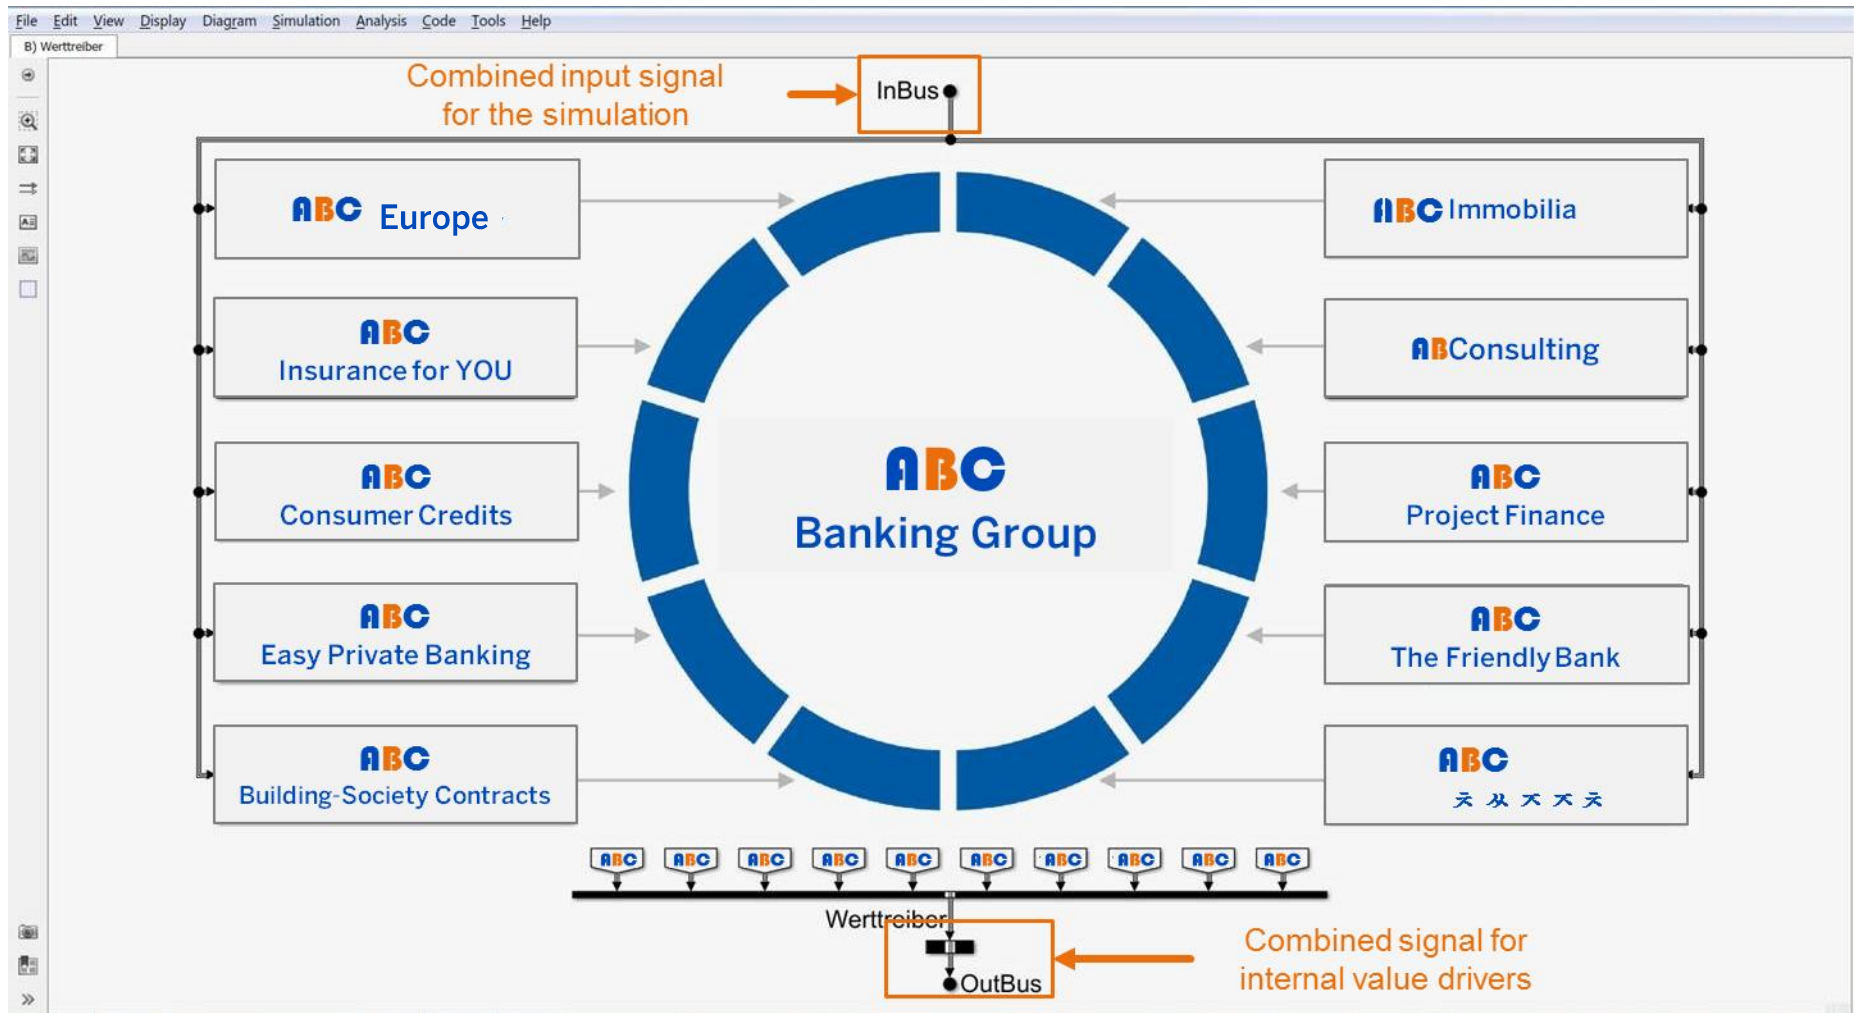 File Edit View Display Diagram Simulation Analysis Code Tools Help
B) Werttreiber
Combined input signal
for the simulation
InBus
ABC Europe
ABC Immobilia
ABC
Insurance for YOU
ABConsulting
ABC
Consumer Credits
ABC
Banking Group
ABC
Project Finance
ABC
Easy Private Banking
ABC
The Friendly Bank
ABC
Building-Society Contracts
ABC
ABC ABC ABC ABC ABC ABC ABC ABC ABC ABC
Werttreiber
Combined signal for
internal value drivers
OutBus